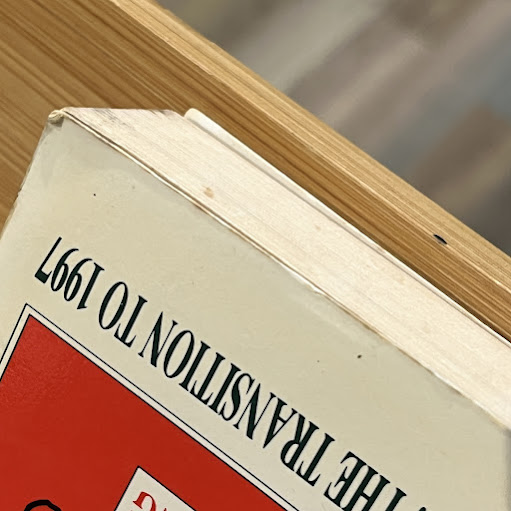 THE TRANSITION TO 1997